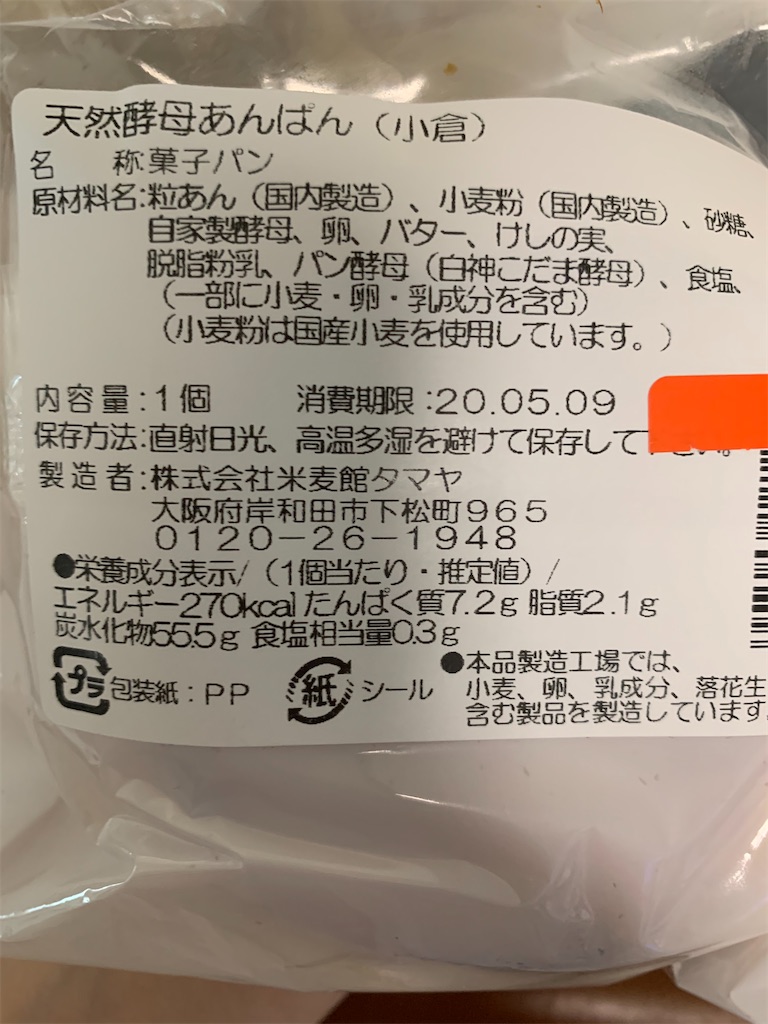 天然酵母あんぱん（小倉）
名　　称:菓子パン
原材料名:粒あん（国内製造）、小麦粉（国内製造）、砂糖、
自家製酵母、卵、バター、けしの実、
脱脂粉乳、パン酵母（白神こだま酵母）、食塩、
（一部に小麦・卵・乳成分を含む）
（小麦粉は国産小麦を使用しています。）
内容量:1個　消費期限:20.05.09
保存方法:直射日光、高温多湿を避けて保存して
製造者:株式会社米麦館タマヤ
大阪府岸和田市下松町965
0120-26-1948
●栄養成分表示/（1個当たり・推定値）/
エネルギー270kcal たんぱく質7.2g 脂質2.1g
炭水化物55.5g 食塩相当量0.3g
プラ 包装紙:PP 紙 シール
●本品製造工場では、
小麦、卵、乳成分、落花生
含む製品を製造しています